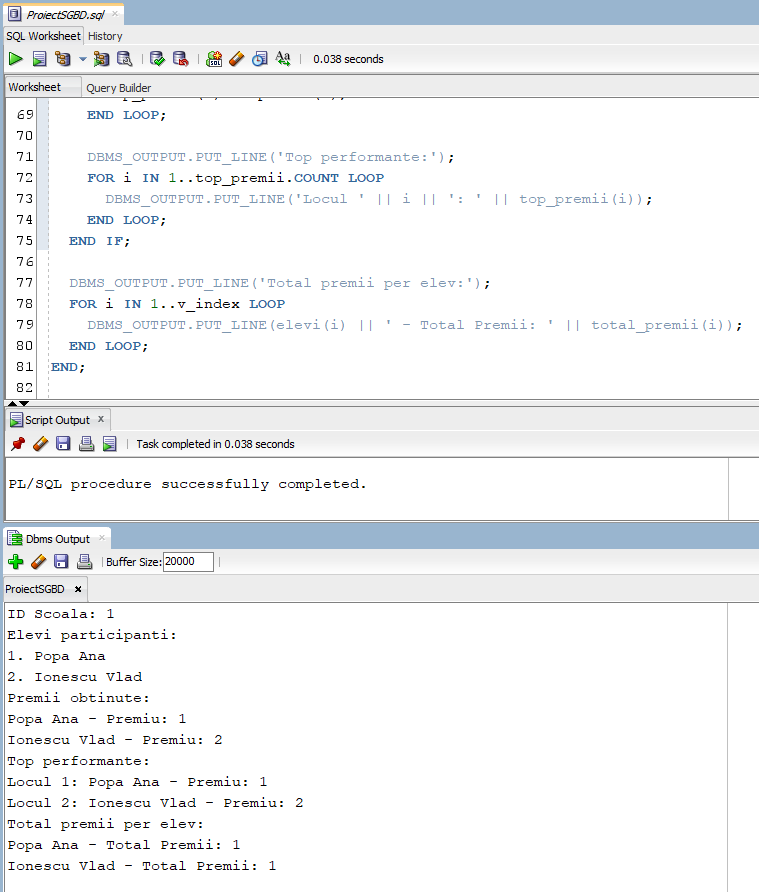 ProiectSGBD.sql
SQL Worksheet History
0.038 seconds
Worksheet Query Builder
69 END LOOP;
70
71 DBMS_OUTPUT.PUT_LINE('Top performante:');
72 FOR i IN 1..top_premii.COUNT LOOP
73 DBMS_OUTPUT.PUT_LINE('Locul ' || i || ': ' || top_premii(i));
74 END LOOP;
75 END IF;
76
77 DBMS_OUTPUT.PUT_LINE('Total premii per elev:');
78 FOR i IN 1..v_index LOOP
79 DBMS_OUTPUT.PUT_LINE(elevi(i) || ' - Total Premii: ' || total_premii(i));
80 END LOOP;
81 END;
82
Script Output x
Task completed in 0.038 seconds
PL/SQL procedure successfully completed.
Dbms Output
Buffer Size: 20000
ProiectSGBD x
ID Scoala: 1
Elevi participanti:
1. Popa Ana
2. Ionescu Vlad
Premii obtinute:
Popa Ana - Premiu: 1
Ionescu Vlad - Premiu: 2
Top performante:
Locul 1: Popa Ana - Premiu: 1
Locul 2: Ionescu Vlad - Premiu: 2
Total premii per elev:
Popa Ana - Total Premii: 1
Ionescu Vlad - Total Premii: 1